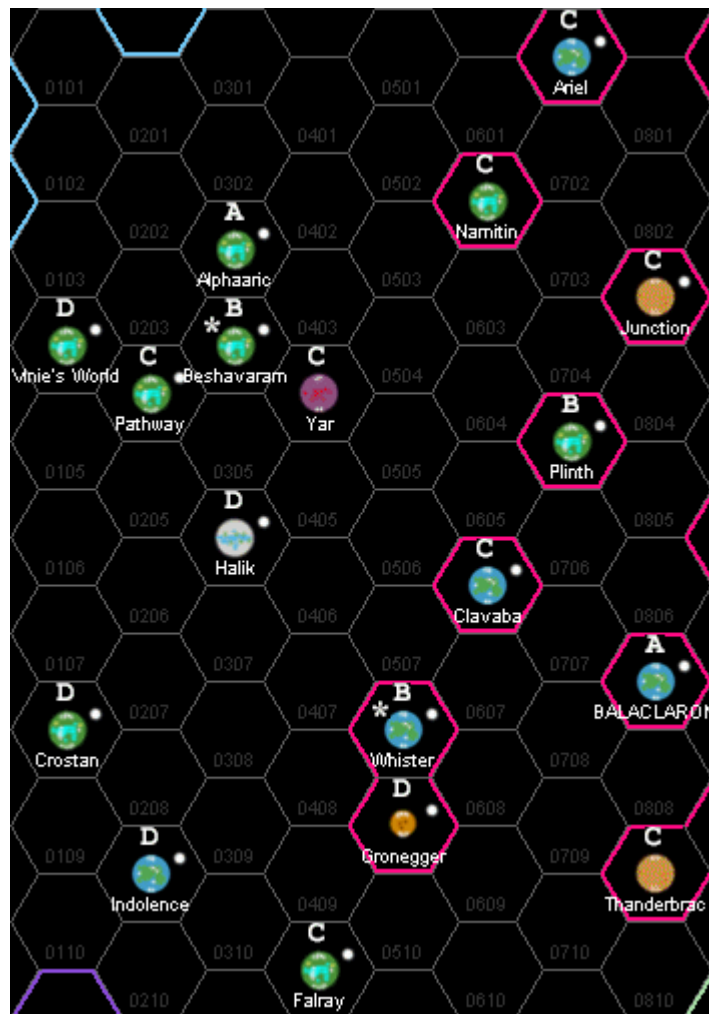 C
0101 0301 0501 Ariel
0201 0401 0601 0801
C
0102 0302 0502 0702
A
0202 0402 Namitin 0802
C
0103 Alphaaric 0503 0703
D B
* 0203 0403 0603 Junction
C C
World Beshavaram 0504 0704
B
Pathway Yar 0604 0804
0105 0305 0505 Plinth
D
0205 0405 0605 0805
C
0106 Halik 0506 0706
0206 0406 Clavaba 0806
A
0107 0307 0507 0707
D B
0207 0407 * 0607 BALACLARON
Crostan 0308 Whister 0708
D
0208 0408 0608 0808
D C
0109 0309 Gronegger 0709
Indolence 0409 0609 Thanderbrac
C
0110 0310 0510 0710
0210 Falray 0610 0810